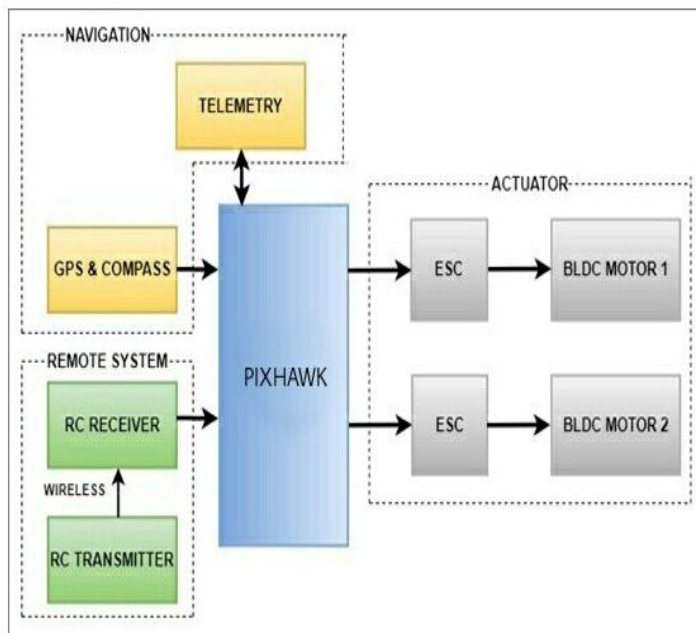 NAVIGATION
TELEMETRY
GPS & COMPASS
REMOTE SYSTEM
RC RECEIVER
WIRELESS
RC TRANSMITTER
PIXHAWK
ACTUATOR
ESC
BLDC MOTOR 1
ESC
BLDC MOTOR 2